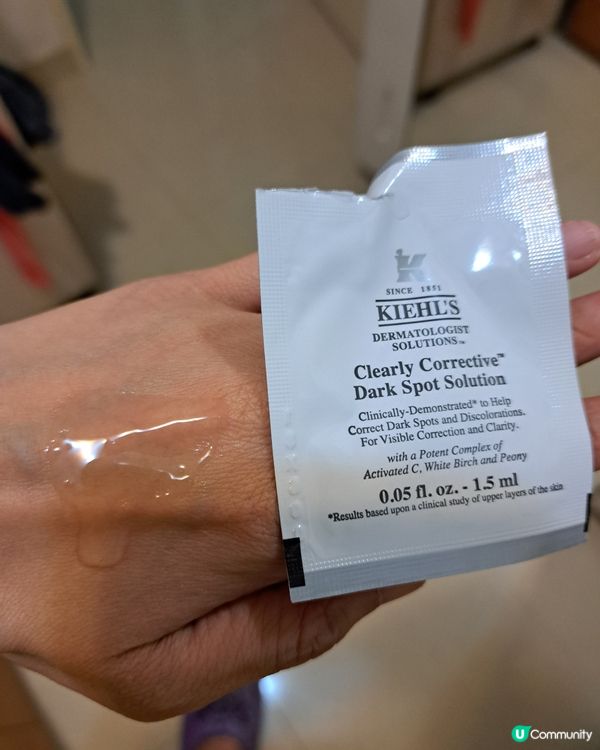 K
SINCE 1851
KIEHL'S
DERMATOLOGIST
SOLUTIONS™
Clearly Corrective™
Dark Spot Solution
Clinically-Demonstrated* to Help
Correct Dark Spots and Discolorations.
For Visible Correction and Clarity.
with a Potent Complex of
Activated C, White Birch and Peony
0.05 fl. oz. - 1.5 ml
*Results based upon a clinical study of upper layers of the skin
U Community